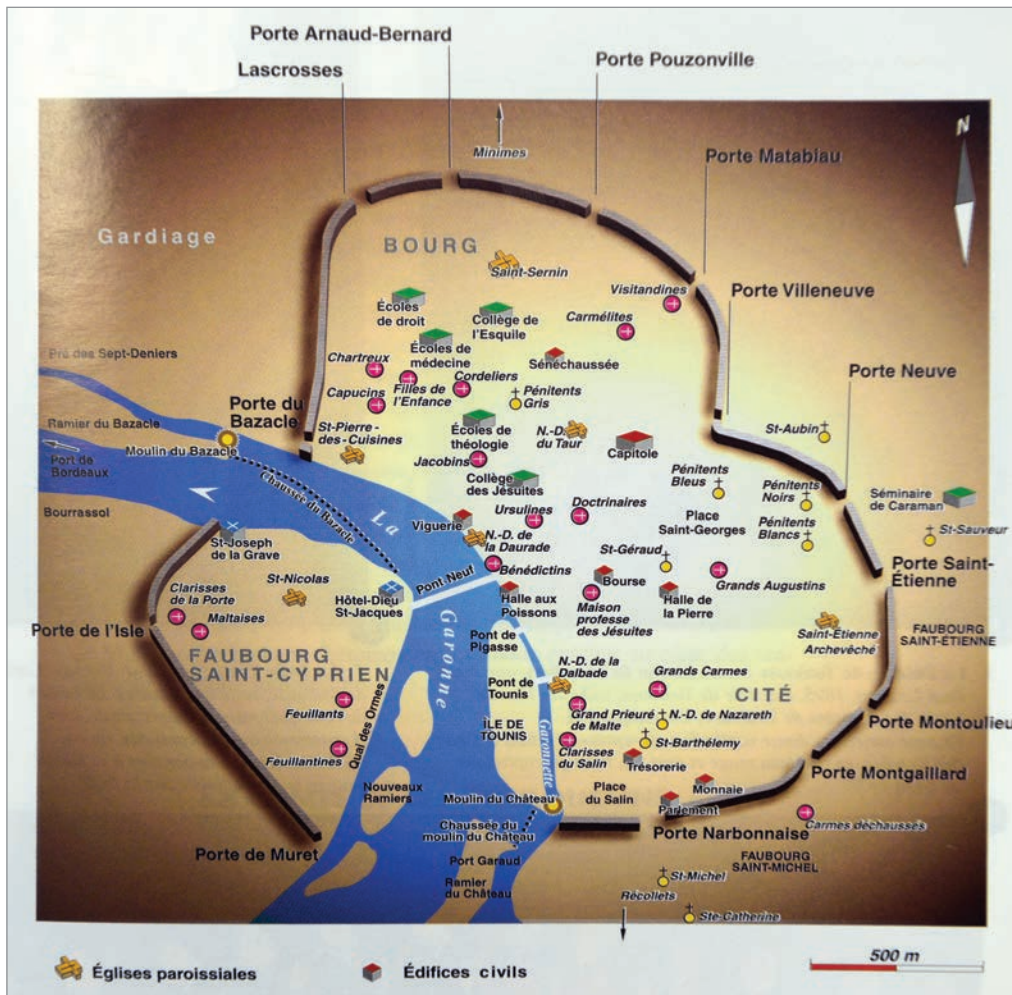 Porte Arnaud-Bernard
Lascrosses
Porte Pouzonville
Minimes
Porte Matabiau
N
Gardiage
BOURG
Saint-Sernin
Visitandines
Porte Villeneuve
Écoles
de droit
Collège de
l'Esquile
Carmélites
Écoles de
médecine
Sénéchaussée
Pré des Sept-Deniers
Chartreux
Capucins
Filles de
l'Enfance
Cordeliers
Pénitents
Gris
Porte Neuve
Porte du
Bazacle
Ramier du Bazacle
Moulin du Bazacle
Port de
Bordeaux
St-Pierre-
des-Cuisines
Écoles de
théologie
N.-D.
du Taur
Capitole
St-Aubin
Jacobins
Chaussée du Bazacle
Collège
des Jésuites
Pénitents
Bleus
Pénitents
Noirs
Séminaire
de Caraman
Bourrassol
La
Garonne
Ursulines
Doctrinaires
Place
Saint-Georges
Pénitents
Blancs
St-Sauveur
Viguerie
N.-D. de
la Daurade
St-Joseph
de la Grave
St-Géraud
Porte Saint-
Étienne
Pont-Neuf
Bénédictins
Bourse
Grands Augustins
Clarisses
de la Porte
St-Nicolas
Maltaises
Hôtel-Dieu
St-Jacques
Halle aux
Poissons
Maison
professe
des Jésuites
Halle de
la Pierre
Porte de l'Isle
Saint-Étienne
Archevêché
FAUBOURG
SAINT-ÉTIENNE
FAUBOURG
SAINT-CYPRIEN
Pont de
Pigasse
N.-D. de la
Dalbade
Pont de
Tounis
Grands Carmes
CITÉ
Feuillants
Quai des Ormes
ÎLE DE
TOUNIS
Garonnette
Grand Prieuré
de Malte
N.-D. de Nazareth
Porte Montoulieu
Feuillantines
Clarisses
du Salin
St-Barthélemy
Trésorerie
Porte Montgaillard
Nouveaux
Ramiers
Moulin du Château
Place
du Salin
Monnaie
Parlement
Chaussée du
moulin du Château
Porte Narbonnaise
Carmes déchaussés
Porte de Muret
Port Garaud
FAUBOURG
SAINT-MICHEL
Ramier
du Château
St-Michel
Récollets
Ste-Catherine
Églises paroissiales
Édifices civils
500 m